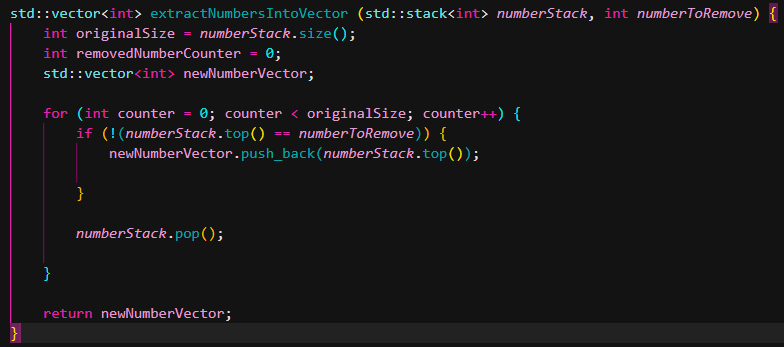 std::vector<int> extractNumbersIntoVector (std::stack<int> numberStack, int numberToRemove) {
    int originalSize = numberStack.size();
    int removedNumberCounter = 0;
    std::vector<int> newNumberVector;

    for (int counter = 0; counter < originalSize; counter++) {
        if (!(numberStack.top() == numberToRemove)) {
            newNumberVector.push_back(numberStack.top());

        }

        numberStack.pop();

    }

    return newNumberVector;
}